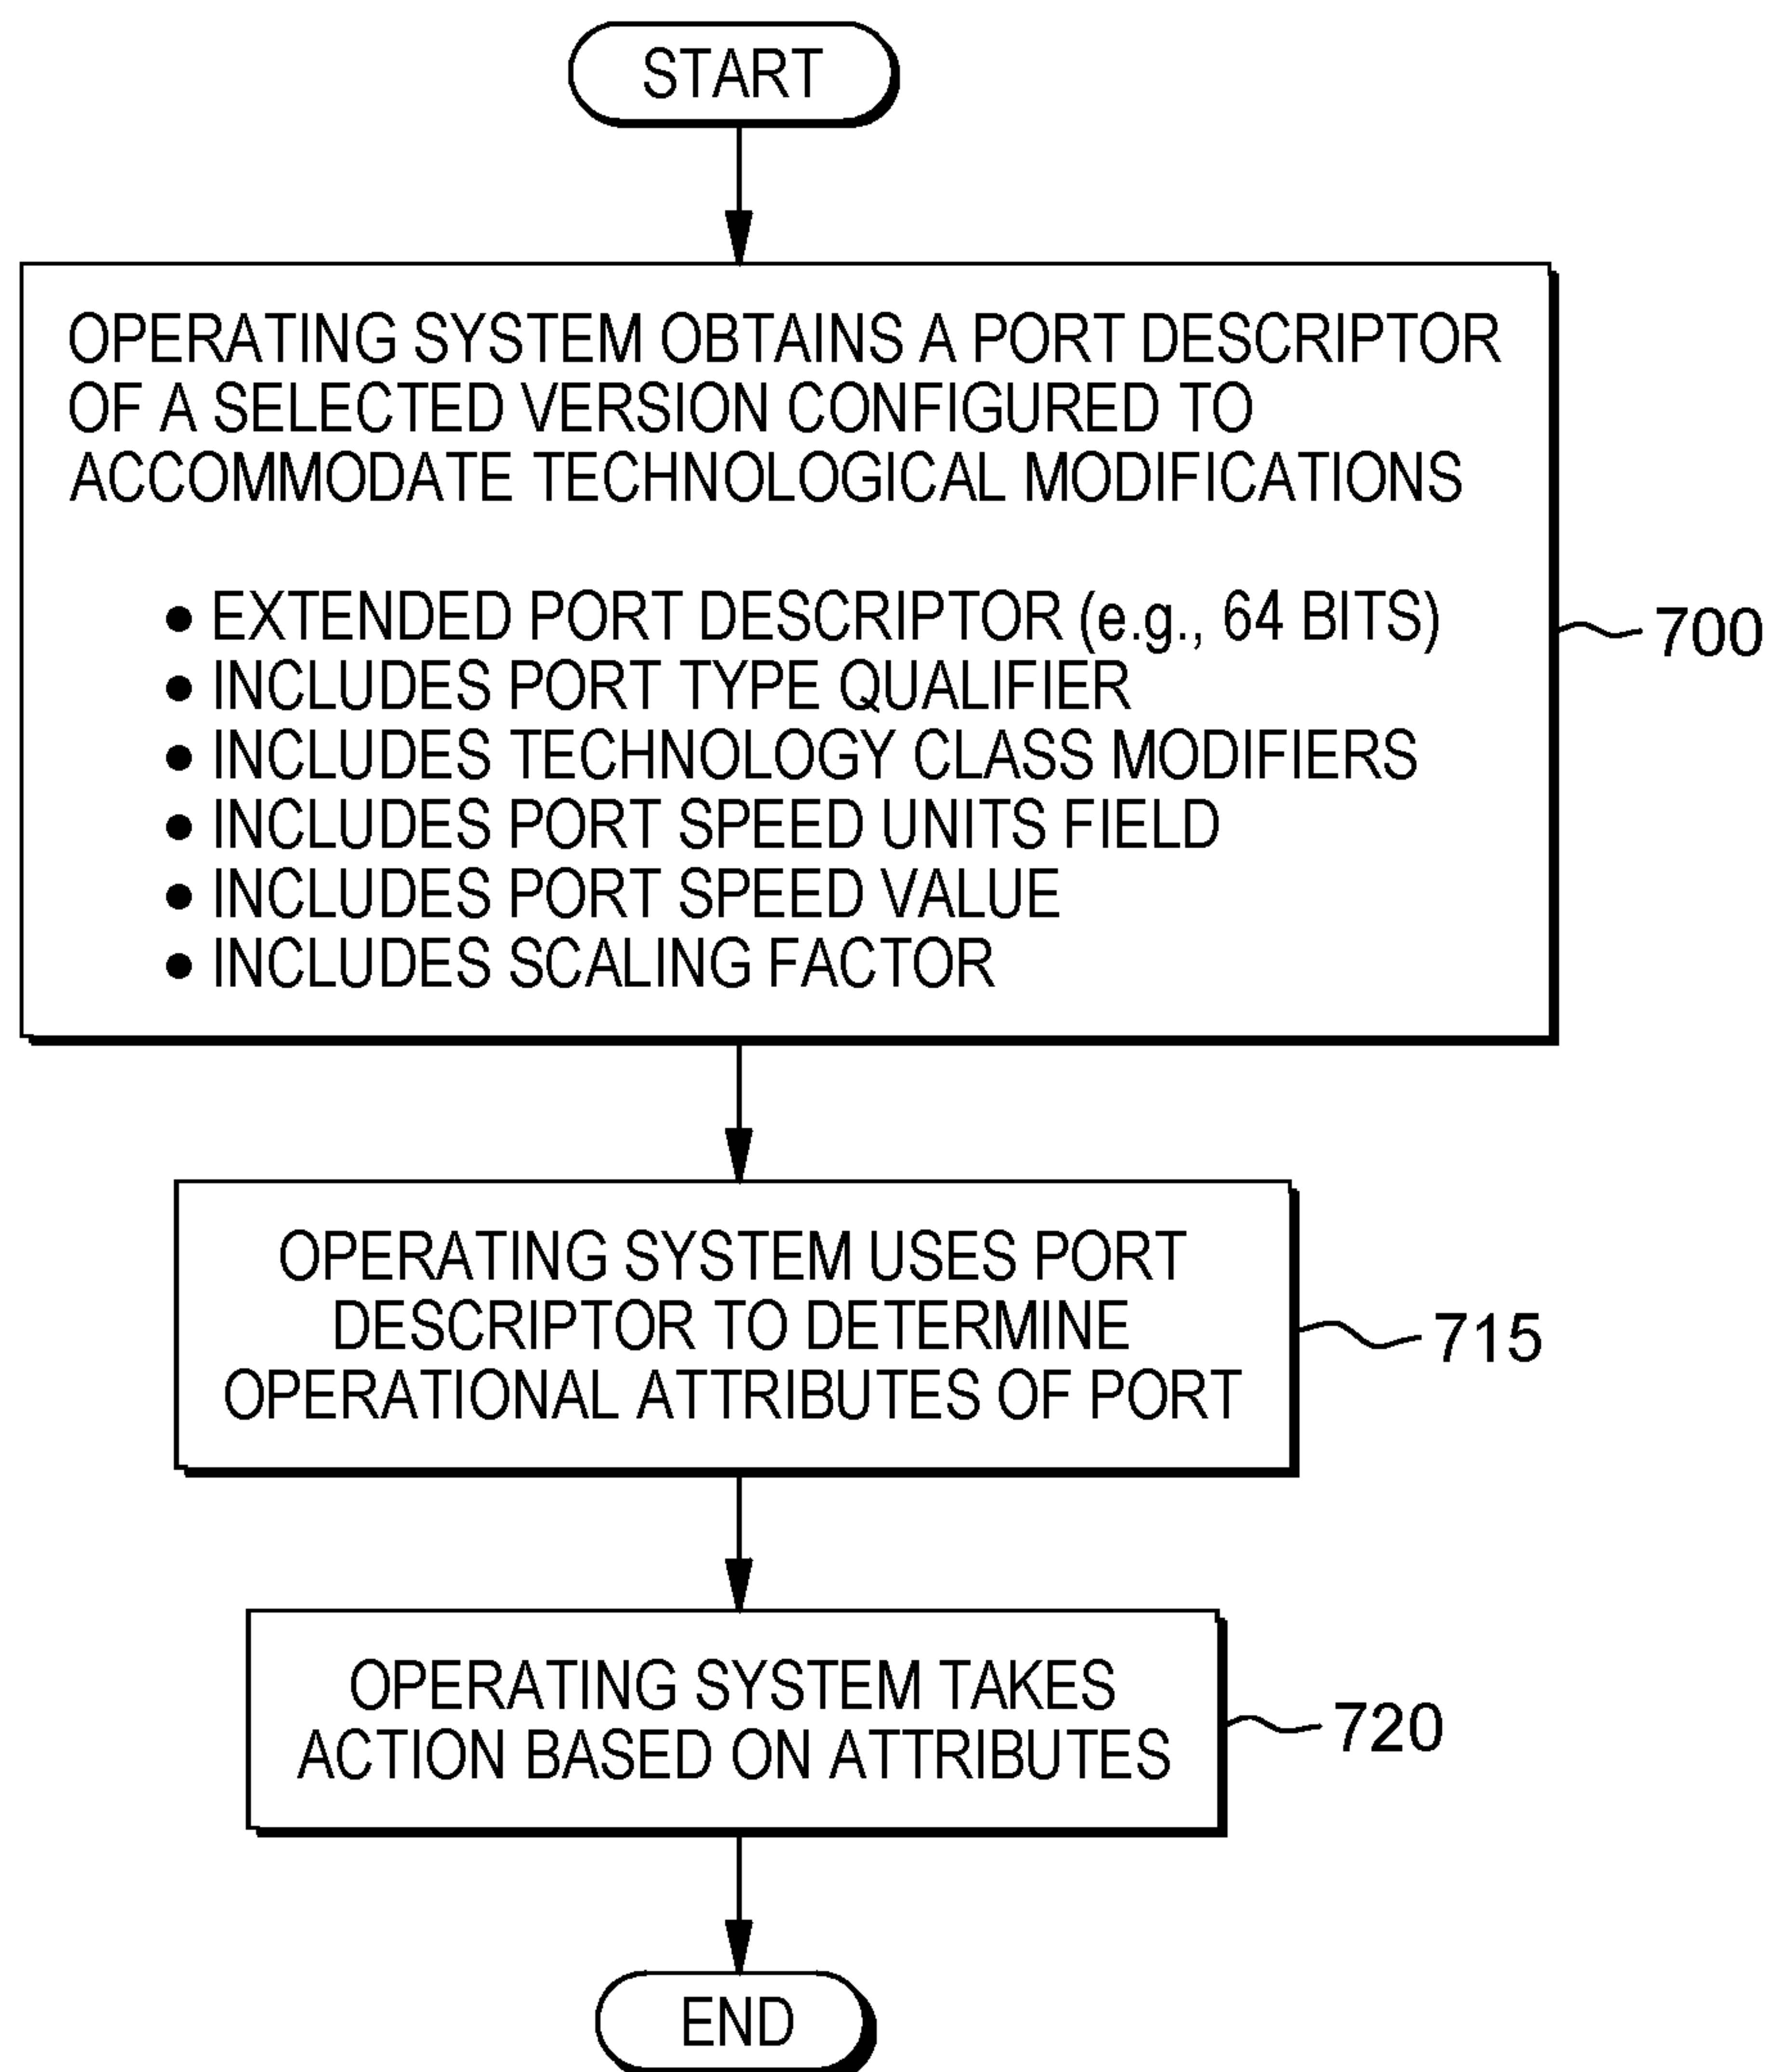 START
OPERATING SYSTEM OBTAINS A PORT DESCRIPTOR
OF A SELECTED VERSION CONFIGURED TO
ACCOMMODATE TECHNOLOGICAL MODIFICATIONS
● EXTENDED PORT DESCRIPTOR (e.g., 64 BITS)
● INCLUDES PORT TYPE QUALIFIER
● INCLUDES TECHNOLOGY CLASS MODIFIERS
● INCLUDES PORT SPEED UNITS FIELD
● INCLUDES PORT SPEED VALUE
● INCLUDES SCALING FACTOR
700
OPERATING SYSTEM USES PORT
DESCRIPTOR TO DETERMINE
OPERATIONAL ATTRIBUTES OF PORT
715
OPERATING SYSTEM TAKES
ACTION BASED ON ATTRIBUTES
720
END